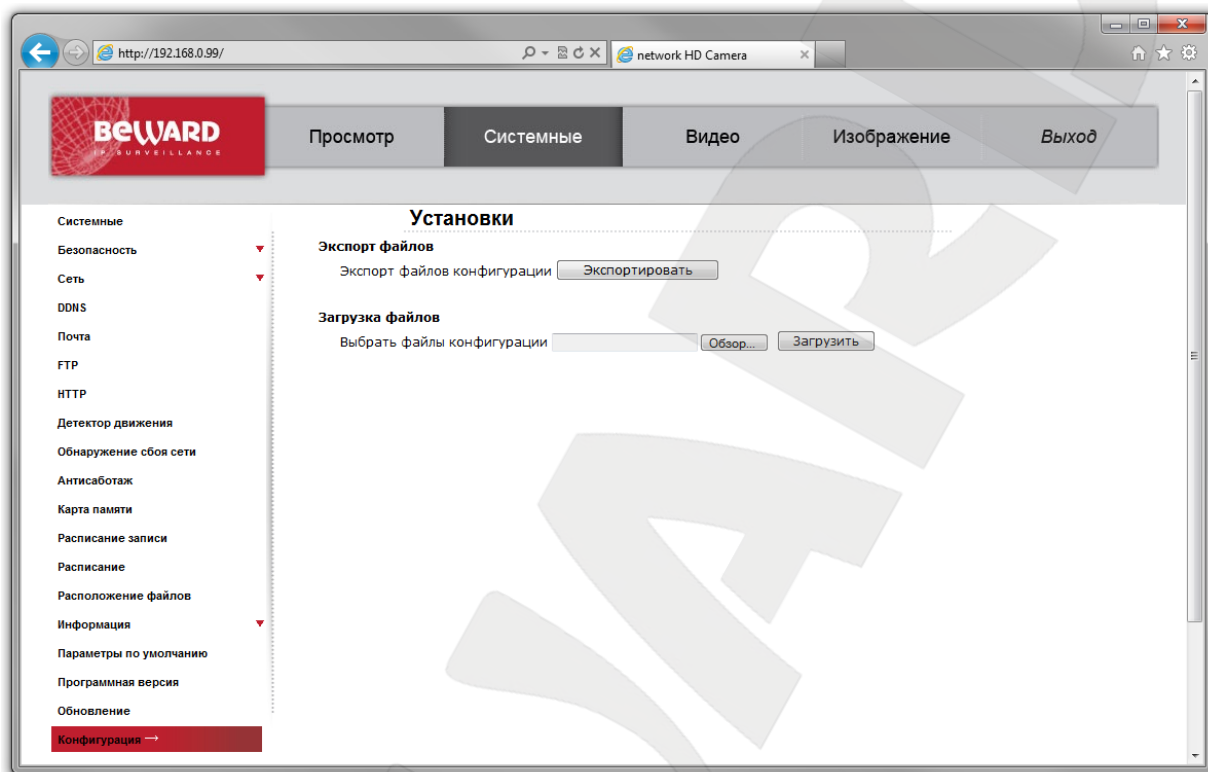 http://192.168.0.99/
network HD Camera
BEWARD
IP SURVEILLANCE
Просмотр
Системные
Видео
Изображение
Выход
Системные
Безопасность
Сеть
DDNS
Почта
FTP
HTTP
Детектор движения
Обнаружение сбоя сети
Антисаботаж
Карта памяти
Расписание записи
Расписание
Расположение файлов
Информация
Параметры по умолчанию
Программная версия
Обновление
Конфигурация →
Установки
Экспорт файлов
Экспорт файлов конфигурации Экспортировать
Загрузка файлов
Выбрать файлы конфигурации Обзор... Загрузить